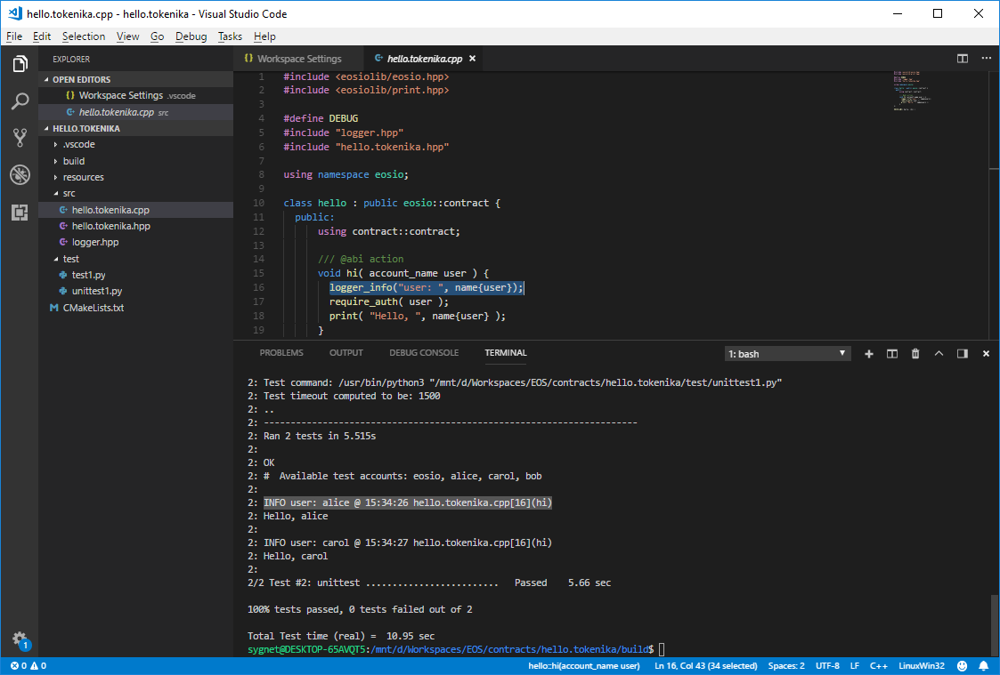 hello.tokenika.cpp - hello.tokenika - Visual Studio Code
File Edit Selection View Go Debug Tasks Help
EXPLORER
OPEN EDITORS
{} Workspace Settings .vscode
hello.tokenika.cpp src
HELLO.TOKENIKA
.vscode
build
resources
src
hello.tokenika.cpp
hello.tokenika.hpp
logger.hpp
test
test1.py
unittest1.py
CMakeLists.txt
1
{} Workspace Settings hello.tokenika.cpp
1 #include <eosiolib/eosio.hpp>
2 #include <eosiolib/print.hpp>
3
4 #define DEBUG
5 #include "logger.hpp"
6 #include "hello.tokenika.hpp"
7
8 using namespace eosio;
9
10 class hello : public eosio::contract {
11 public:
12 using contract::contract;
13
14 /// @abi action
15 void hi( account_name user ) {
16 logger_info("user: ", name{user});
17 require_auth( user );
18 print( "Hello, ", name{user} );
19 }
PROBLEMS OUTPUT DEBUG CONSOLE TERMINAL 1: bash
2: Test command: /usr/bin/python3 "/mnt/d/Workspaces/EOS/contracts/hello.tokenika/test/unittest1.py"
2: Test timeout computed to be: 1500
2: ..
2: ----------------------------------------------------------------------
2: Ran 2 tests in 5.515s
2:
2: OK
2: #  Available test accounts: eosio, alice, carol, bob
2:
2: INFO user: alice @ 15:34:26 hello.tokenika.cpp[16](hi)
2: Hello, alice
2:
2: INFO user: carol @ 15:34:27 hello.tokenika.cpp[16](hi)
2: Hello, carol
2:
2/2 Test #2: unittest .........................   Passed    5.66 sec
100% tests passed, 0 tests failed out of 2
Total Test time (real) =  10.95 sec
sygnet@DESKTOP-65AVQT5:/mnt/d/Workspaces/EOS/contracts/hello.tokenika/build$
0 0 hello:hi(account_name user) Ln 16, Col 43 (34 selected) Spaces: 2 UTF-8 LF C++ LinuxWin32